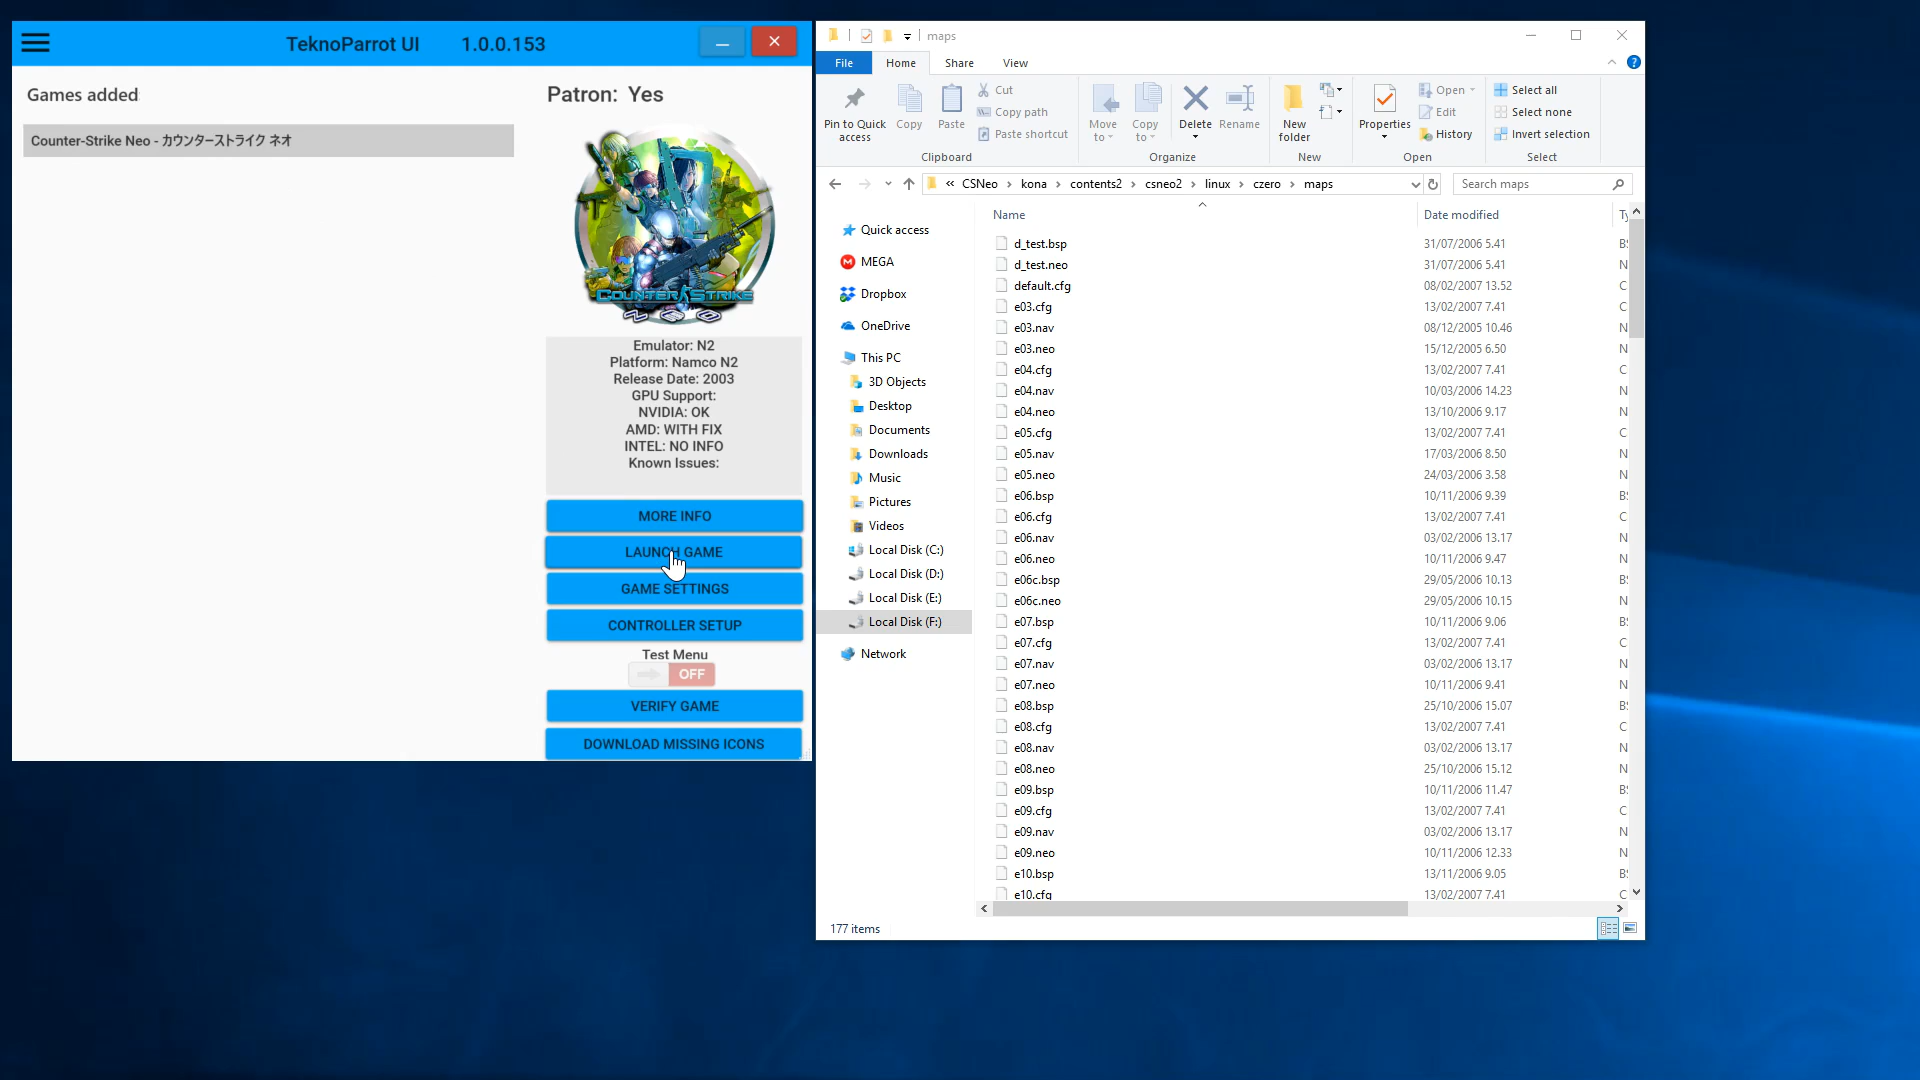 TeknoParrot UI 1.0.0.153
Games added
Counter-Strike Neo - カウンターストライク ネオ
Patron: Yes
COUNTER STRIKE
NEO
Emulator: N2
Platform: Namco N2
Release Date: 2003
GPU Support:
NVIDIA: OK
AMD: WITH FIX
INTEL: NO INFO
Known Issues:
MORE INFO
LAUNCH GAME
GAME SETTINGS
CONTROLLER SETUP
Test Menu
OFF
VERIFY GAME
DOWNLOAD MISSING ICONS
maps
File Home Share View
Pin to Quick access
Copy
Paste
Cut
Copy path
Paste shortcut
Clipboard
Move to
Copy to
Delete
Rename
Organize
New folder
New
Properties
Open
Edit
History
Open
Select all
Select none
Invert selection
Select
« CSNeo › kona › contents2 › csneo2 › linux › czero › maps
Search maps
Quick access
MEGA
Dropbox
OneDrive
This PC
3D Objects
Desktop
Documents
Downloads
Music
Pictures
Videos
Local Disk (C:)
Local Disk (D:)
Local Disk (E:)
Local Disk (F:)
Network
Name Date modified
d_test.bsp 31/07/2006 5.41
d_test.neo 31/07/2006 5.41
default.cfg 08/02/2007 13.52
e03.cfg 13/02/2007 7.41
e03.nav 08/12/2005 10.46
e03.neo 15/12/2005 6.50
e04.cfg 13/02/2007 7.41
e04.nav 10/03/2006 14.23
e04.neo 13/10/2006 9.17
e05.cfg 13/02/2007 7.41
e05.nav 17/03/2006 8.50
e05.neo 24/03/2006 3.58
e06.bsp 10/11/2006 9.39
e06.cfg 13/02/2007 7.41
e06.nav 03/02/2006 13.17
e06.neo 10/11/2006 9.47
e06c.bsp 29/05/2006 10.13
e06c.neo 29/05/2006 10.15
e07.bsp 10/11/2006 9.06
e07.cfg 13/02/2007 7.41
e07.nav 03/02/2006 13.17
e07.neo 10/11/2006 9.41
e08.bsp 25/10/2006 15.07
e08.cfg 13/02/2007 7.41
e08.nav 03/02/2006 13.17
e08.neo 25/10/2006 15.12
e09.bsp 10/11/2006 11.47
e09.cfg 13/02/2007 7.41
e09.nav 03/02/2006 13.17
e09.neo 10/11/2006 12.33
e10.bsp 13/11/2006 9.05
e10.cfg 13/02/2007 7.41
177 items